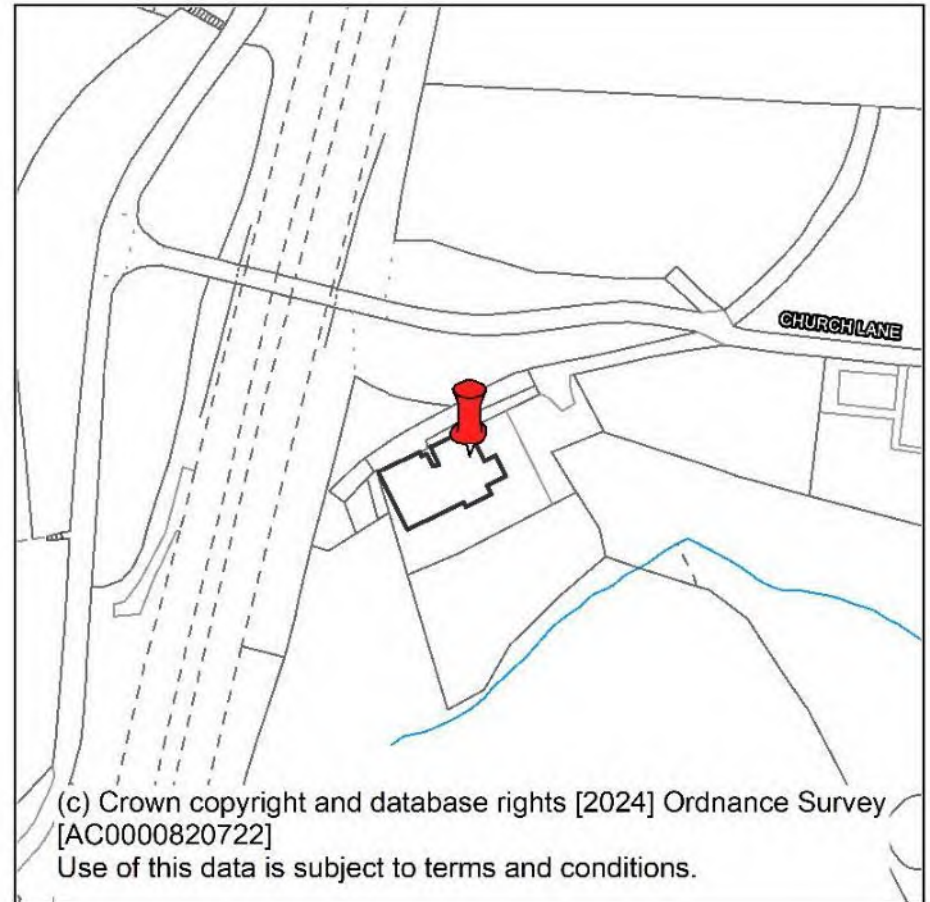 CHURCH LANE
(c) Crown copyright and database rights [2024] Ordnance Survey
[AC0000820722]
Use of this data is subject to terms and conditions.